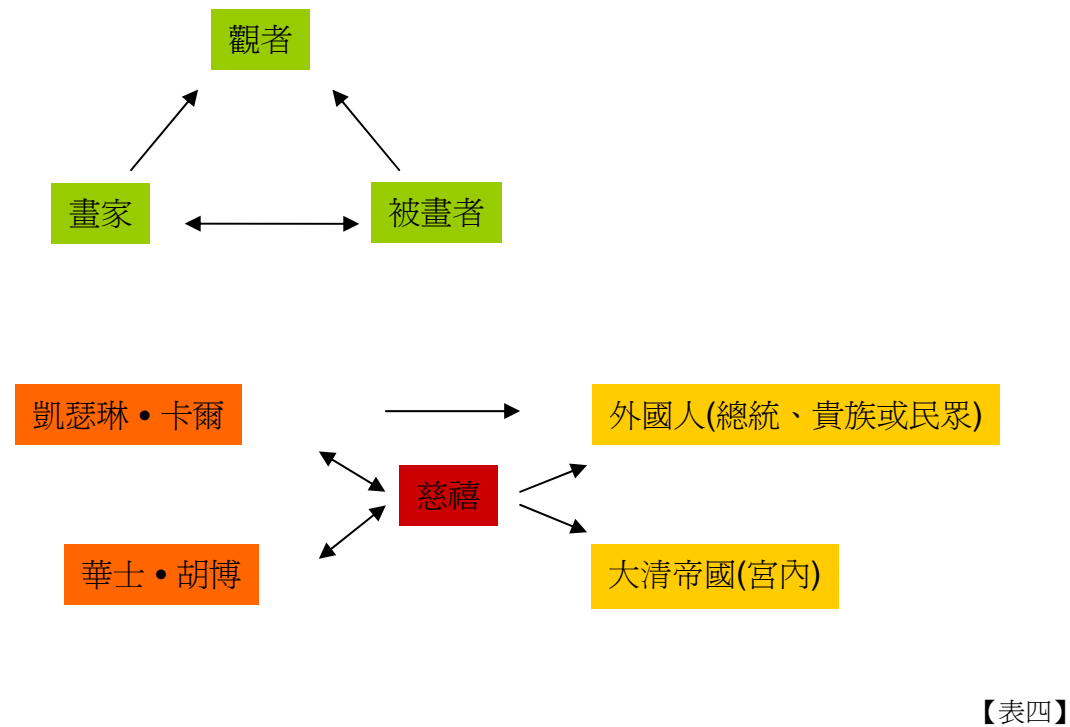 觀者
畫家
被畫者
凱瑟琳•卡爾
外國人(總統、貴族或民眾)
慈禧
華士•胡博
大清帝國(宮內)
【表四】